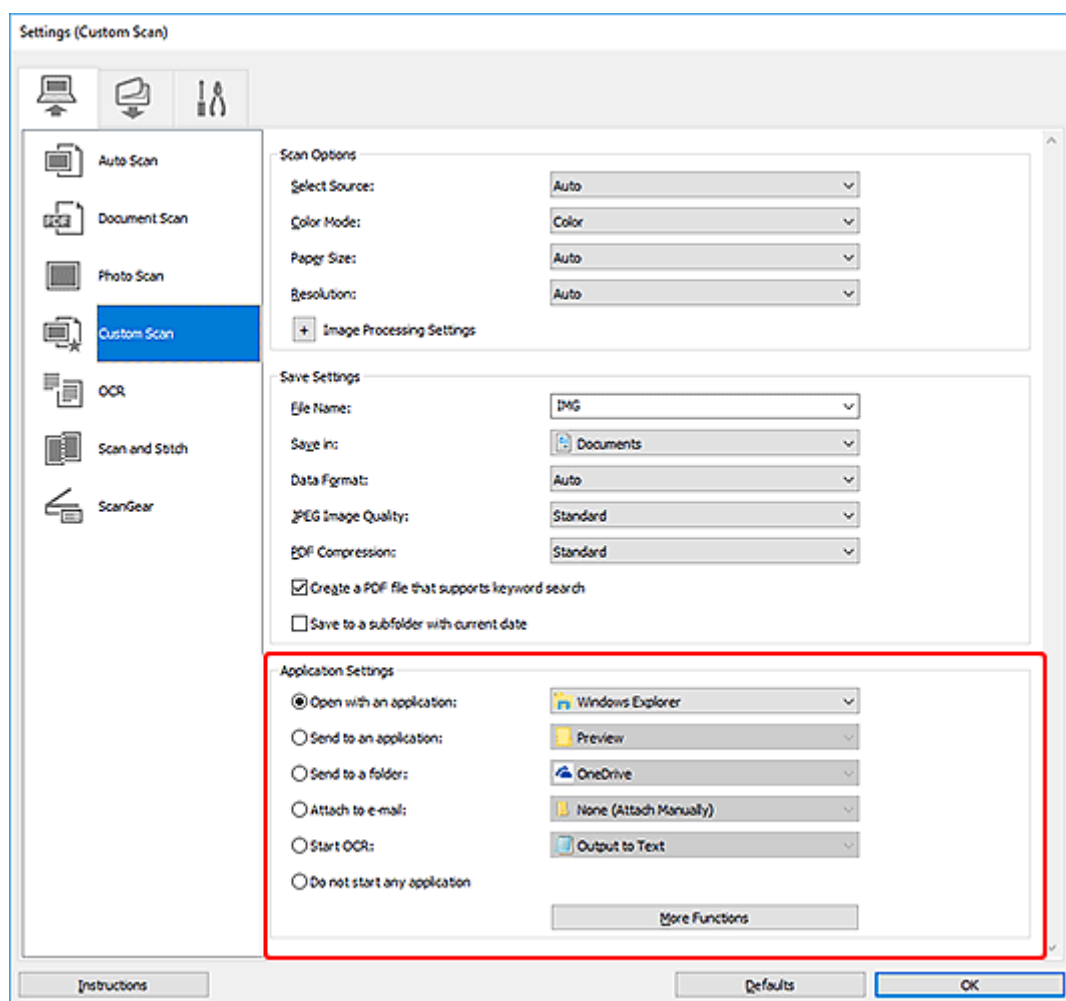 Settings (Custom Scan)
Auto Scan
Document Scan
Photo Scan
Custom Scan
OCR
Scan and Stitch
ScanGear
Scan Options
Select Source: Auto
Color Mode: Color
Paper Size: Auto
Resolution: Auto
+ Image Processing Settings
Save Settings
File Name: IMG
Save in: Documents
Data Format: Auto
JPEG Image Quality: Standard
PDF Compression: Standard
Create a PDF file that supports keyword search
Save to a subfolder with current date
Application Settings
Open with an application: Windows Explorer
Send to an application: Preview
Send to a folder: OneDrive
Attach to e-mail: None (Attach Manually)
Start OCR: Output to Text
Do not start any application
More Functions
Instructions Defaults OK